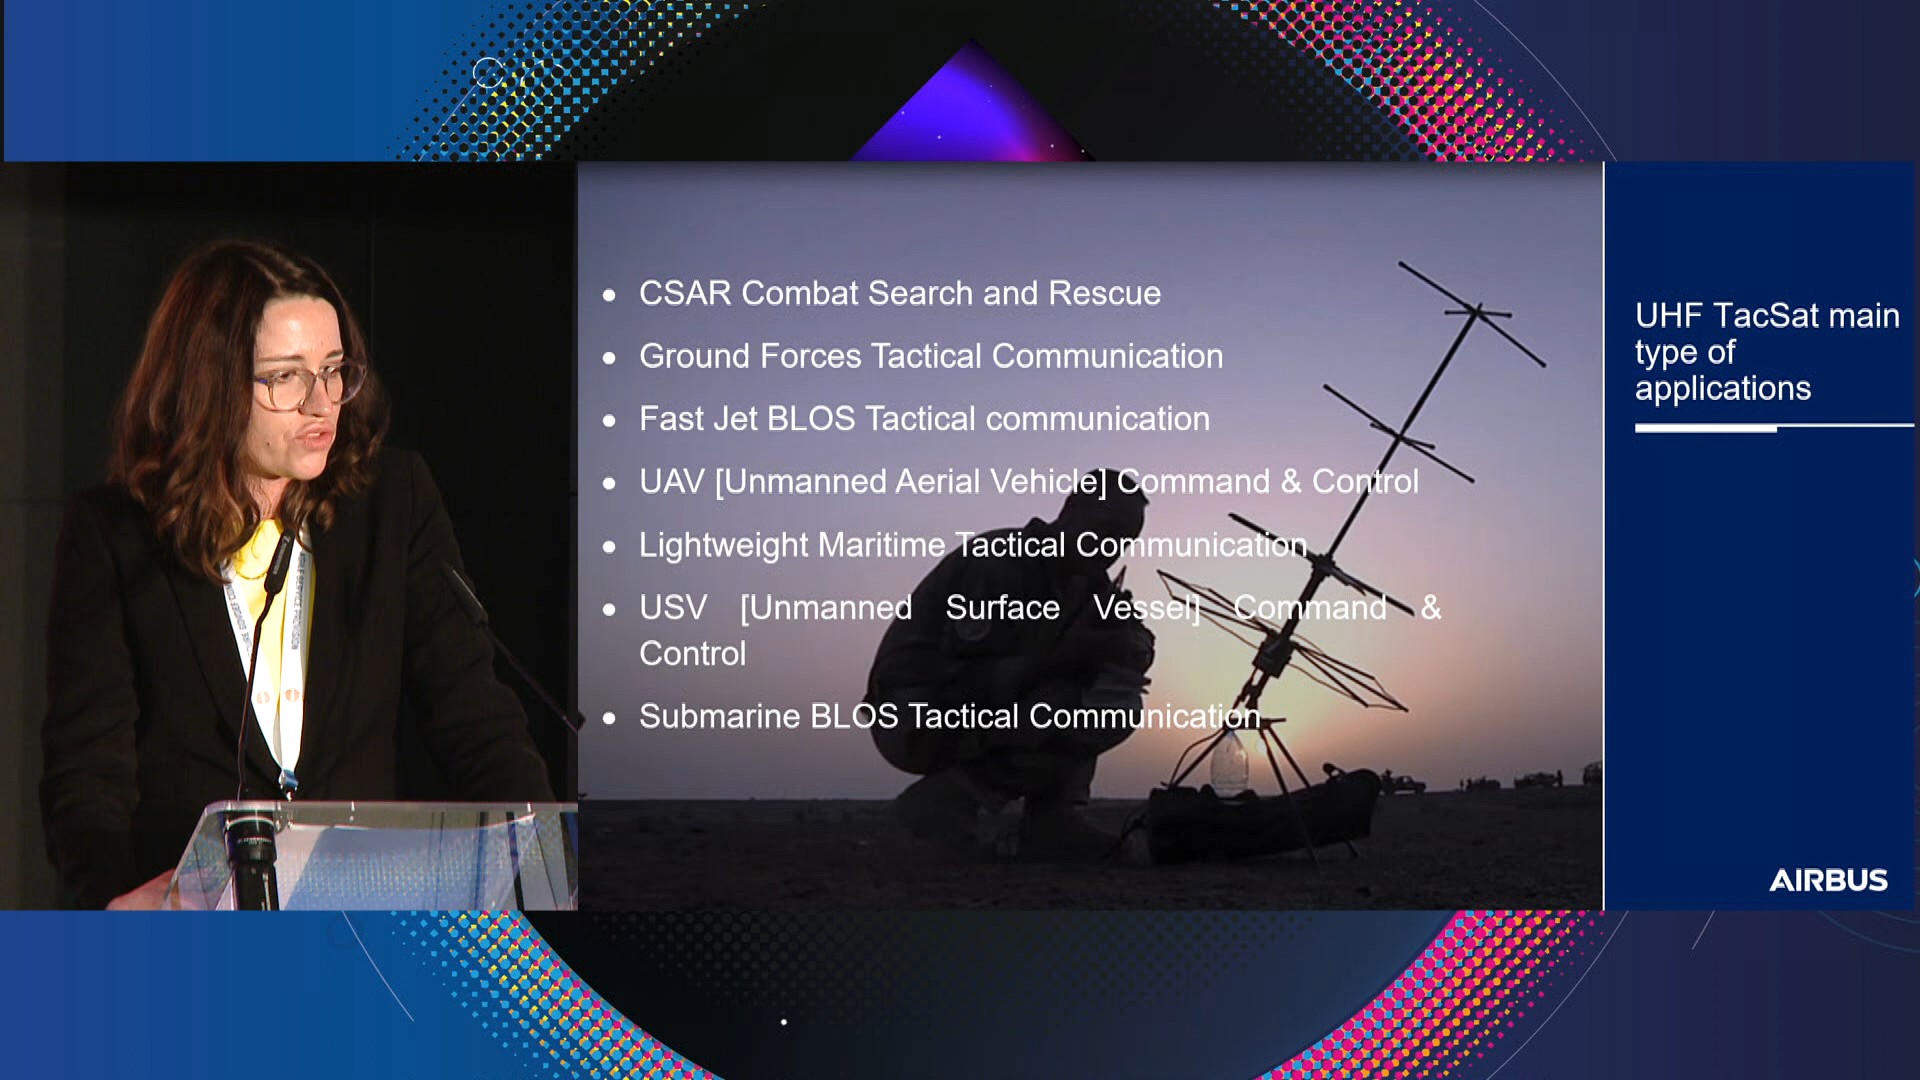 CSAR Combat Search and Rescue
Ground Forces Tactical Communication
Fast Jet BLOS Tactical communication
UAV [Unmanned Aerial Vehicle] Command & Control
Lightweight Maritime Tactical Communication
USV [Unmanned Surface Vessel] Command &
Control
Submarine BLOS Tactical Communication
UHF TacSat main
type of
applications
AIRBUS